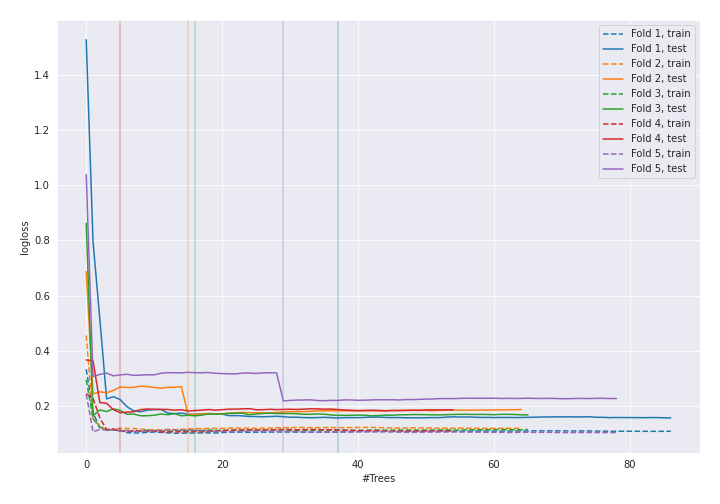 Fold 1, train
Fold 1, test
Fold 2, train
Fold 2, test
Fold 3, train
Fold 3, test
Fold 4, train
Fold 4, test
Fold 5, train
Fold 5, test
1.4
1.2
1.0
0.8
0.6
0.4
0.2
logloss
0
20
40
60
80
#Trees